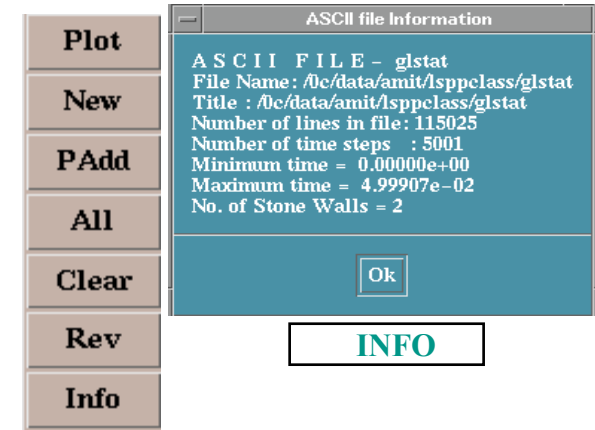 Plot
New
PAdd
All
Clear
Rev
Info
ASCII file Information
A S C I I F I L E - glstat
File Name: /0c/data/amit/lsppclass/glstat
Title : /0c/data/amit/lsppclass/glstat
Number of lines in file: 115025
Number of time steps : 5001
Minimum time = 0.00000e+00
Maximum time = 4.99907e-02
No. of Stone Walls = 2
Ok
INFO